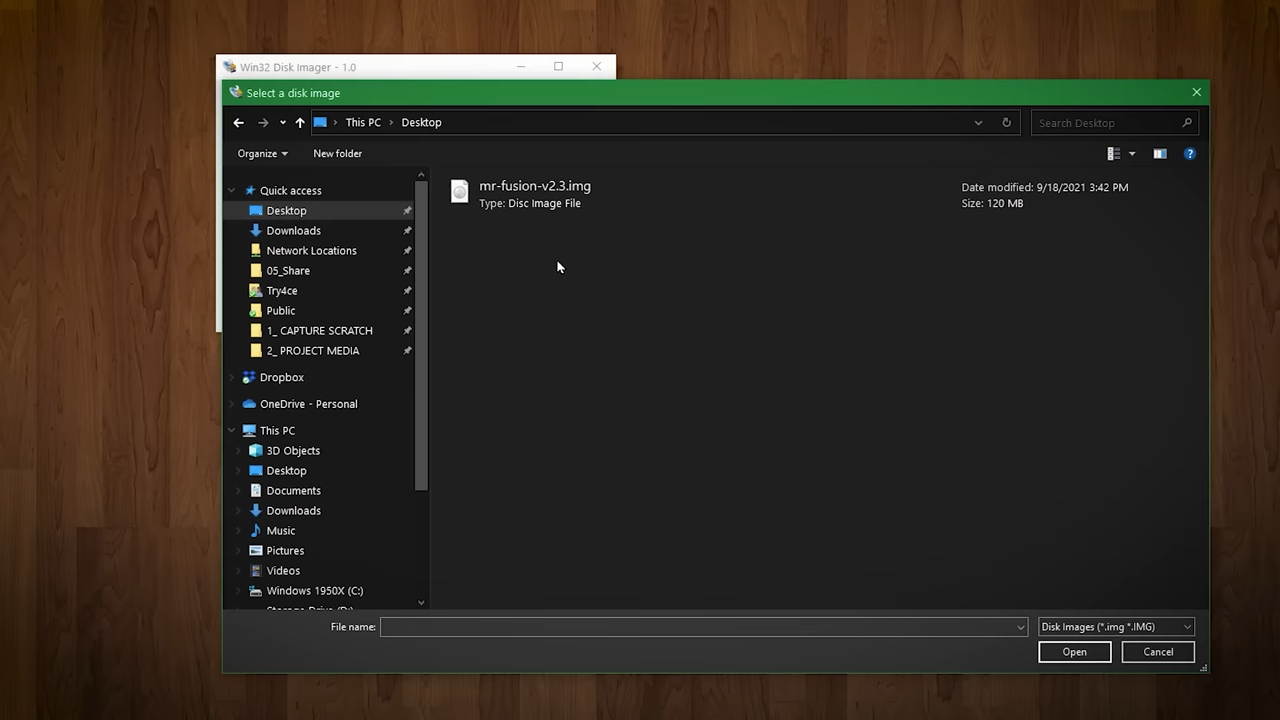 Win32 Disk Imager - 1.0
Select a disk image
This PC Desktop
Search Desktop
Organize New folder
Quick access
Desktop
Downloads
Network Locations
05_Share
Try4ce
Public
1_ CAPTURE SCRATCH
2_ PROJECT MEDIA
Dropbox
OneDrive - Personal
This PC
3D Objects
Desktop
Documents
Downloads
Music
Pictures
Videos
Windows 1950X (C:)
Storage Drive (D:)
mr-fusion-v2.3.img
Type: Disc Image File
Date modified: 9/18/2021 3:42 PM
Size: 120 MB
File name:
Disk Images (*.img *.IMG)
Open Cancel